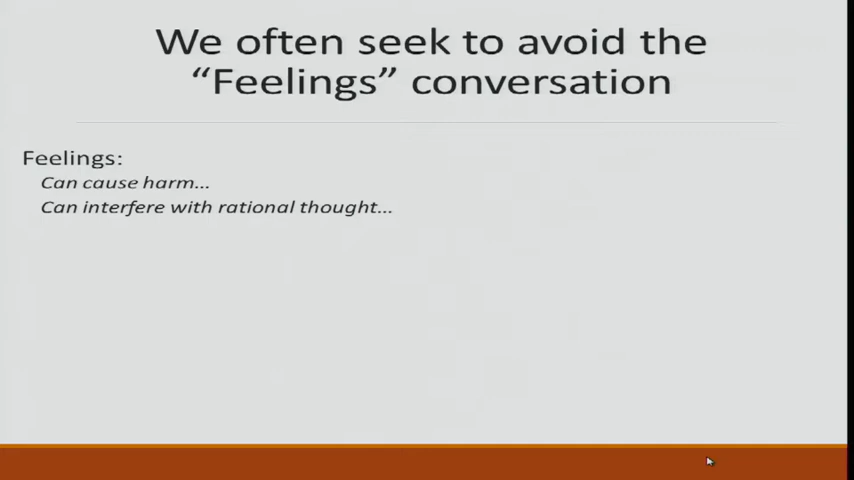 We often seek to avoid the
“Feelings” conversation
Feelings:
Can cause harm...
Can interfere with rational thought...